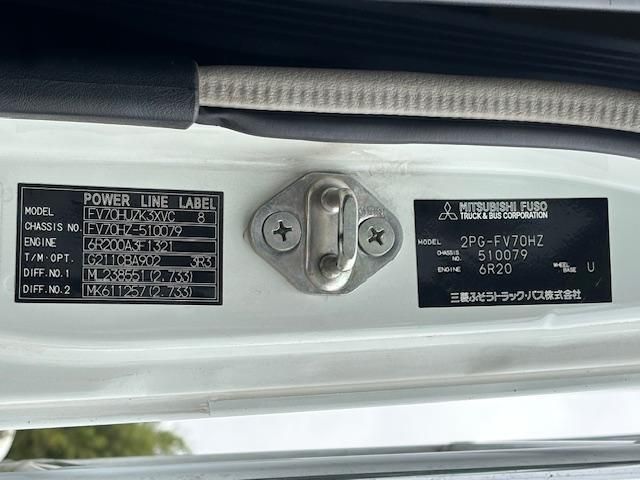 POWER LINE LABEL
MODEL FV70HUZK3XVC 8
CHASSIS NO. FV70HZ-510079
ENGINE 6R200A3F1321
T/M·OPT. G211CBA902 3R3
DIFF.NO.1 ML238551(2.733)
DIFF.NO.2 MK611257(2.733)
MITSUBISHI FUSO
TRUCK & BUS CORPORATION
MODEL 2PG-FV70HZ
CHASSIS NO. 510079
ENGINE 6R20 WHEEL BASE U
三菱ふそうトラック・バス株式会社